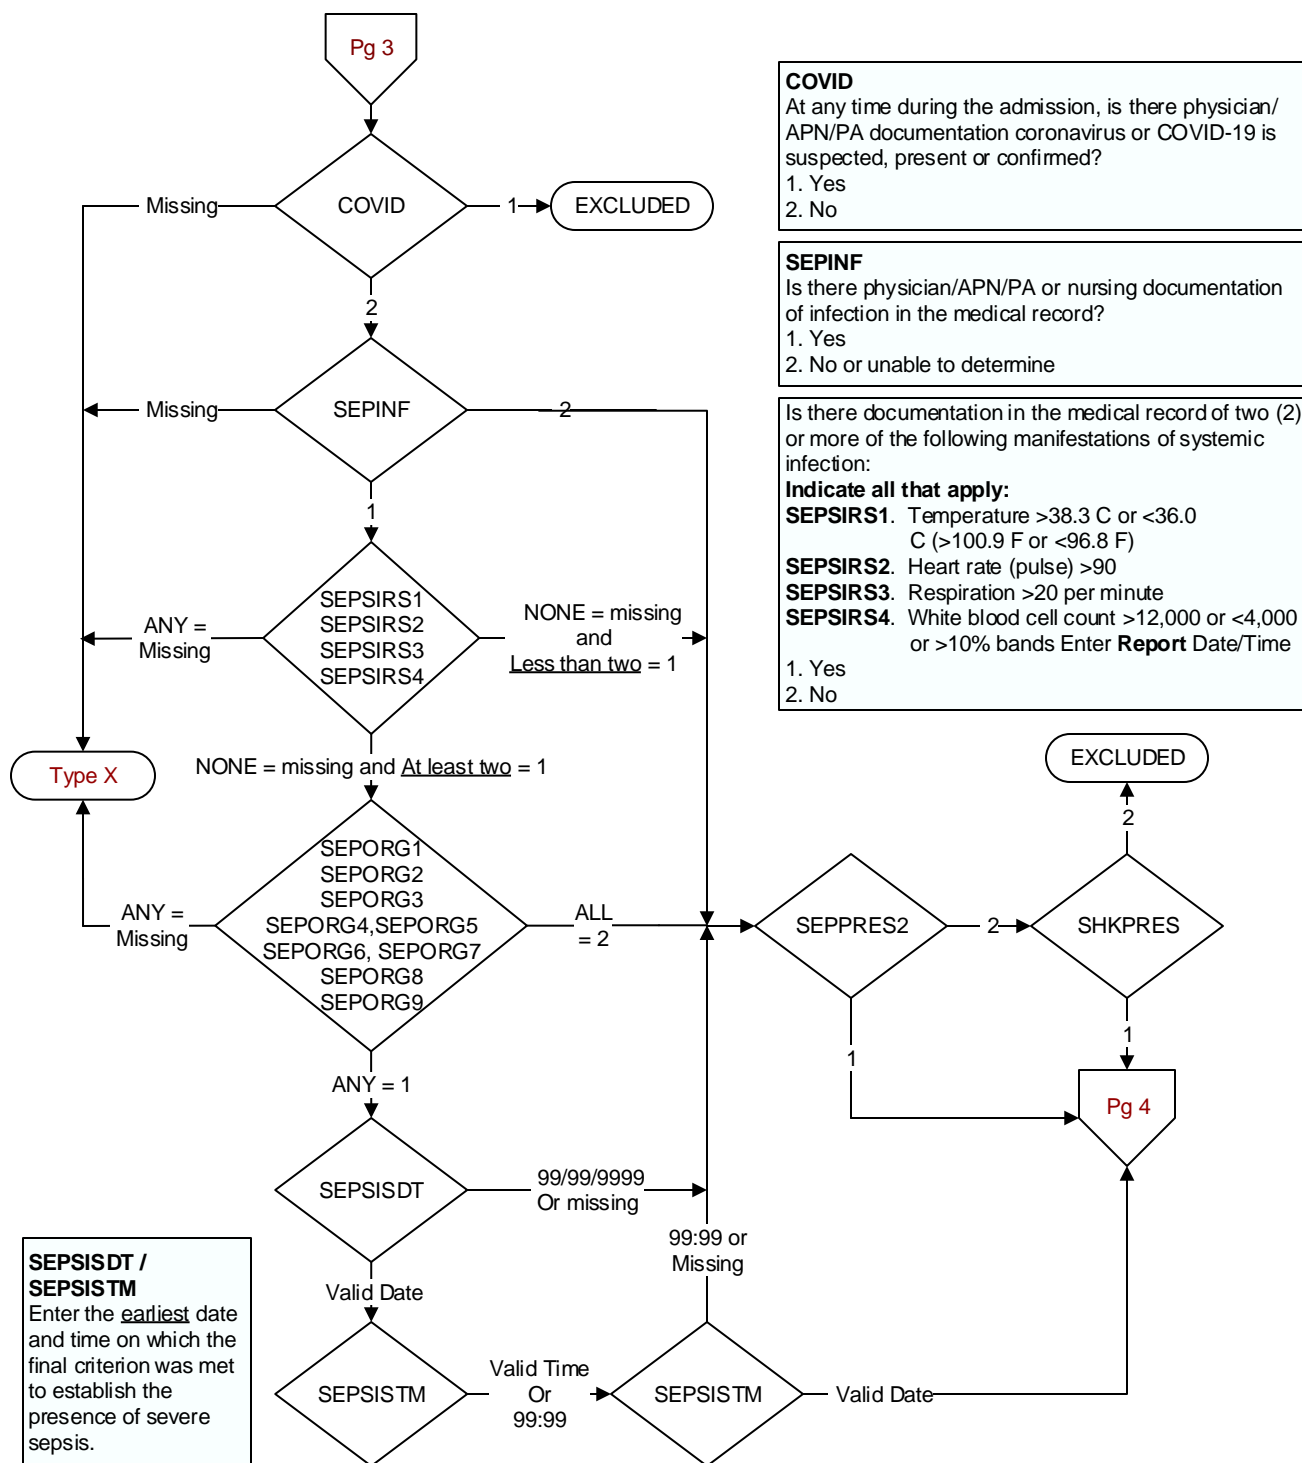 Pg 3
COVID
At any time during the admission, is there physician/
APN/PA documentation coronavirus or COVID-19 is
suspected, present or confirmed?
1. Yes
2. No
Missing
COVID
1
EXCLUDED
2
SEPINF
Is there physician/APN/PA or nursing documentation
of infection in the medical record?
1. Yes
2. No or unable to determine
Missing
SEPINF
2
1
Is there documentation in the medical record of two (2)
or more of the following manifestations of systemic
infection:
Indicate all that apply:
SEPSIRS1. Temperature >38.3 C or <36.0
C (>100.9 F or <96.8 F)
SEPSIRS2. Heart rate (pulse) >90
SEPSIRS3. Respiration >20 per minute
SEPSIRS4. White blood cell count >12,000 or <4,000
or >10% bands Enter Report Date/Time
1. Yes
2. No
ANY =
Missing
SEPSIRS1
SEPSIRS2
SEPSIRS3
SEPSIRS4
NONE = missing
and
Less than two = 1
Type X
NONE = missing and At least two = 1
EXCLUDED
2
ANY =
Missing
SEPORG1
SEPORG2
SEPORG3
SEPORG4,SEPORG5
SEPORG6, SEPORG7
SEPORG8
SEPORG9
ALL
= 2
SEPPRES2
2
SHKPRES
1
1
Pg 4
ANY = 1
SEPSISDT
99/99/9999
Or missing
99:99 or
Missing
Valid Date
SEPSISDT /
SEPSISTM
Enter the earliest date
and time on which the
final criterion was met
to establish the
presence of severe
sepsis.
SEPSISTM
Valid Time
Or
99:99
SEPSISTM
Valid Date